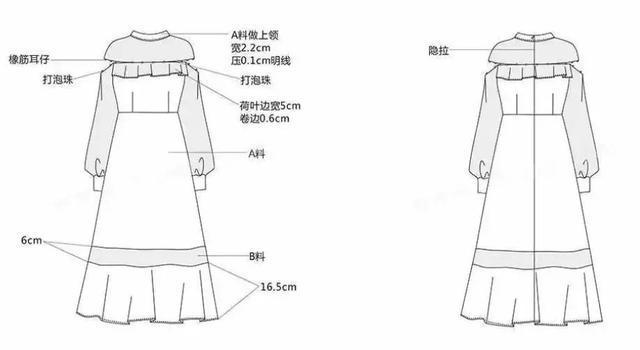 A料做上领
宽2.2cm
压0.1cm明线
橡筋耳仔
打泡珠
打泡珠
荷叶边宽5cm
卷边0.6cm
A料
6cm
B料
16.5cm
隐拉